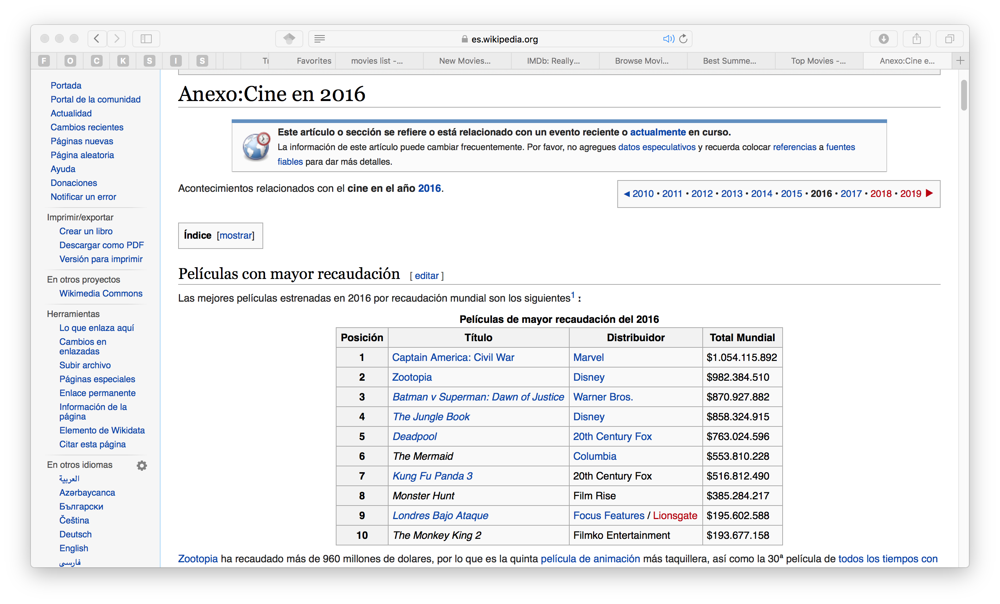 es.wikipedia.org
F O C K S I S Favorites movies list -... New Movies... IMDb: Really... Browse Movi... Best Summe... Top Movies -... Anexo:Cine e...
Portada
Portal de la comunidad
Actualidad
Cambios recientes
Páginas nuevas
Página aleatoria
Ayuda
Donaciones
Notificar un error
Imprimir/exportar
Crear un libro
Descargar como PDF
Versión para imprimir
En otros proyectos
Wikimedia Commons
Herramientas
Lo que enlaza aquí
Cambios en
enlazadas
Subir archivo
Páginas especiales
Enlace permanente
Información de la
página
Elemento de Wikidata
Citar esta página
En otros idiomas
العربية
Azərbaycanca
Български
Čeština
Deutsch
English
فارسی
Anexo:Cine en 2016
Este artículo o sección se refiere o está relacionado con un evento reciente o actualmente en curso.
La información de este artículo puede cambiar frecuentemente. Por favor, no agregues datos especulativos y recuerda colocar referencias a fuentes
fiables para dar más detalles.
Acontecimientos relacionados con el cine en el año 2016.
◄ 2010 • 2011 • 2012 • 2013 • 2014 • 2015 • 2016 • 2017 • 2018 • 2019 ►
Índice [mostrar]
Películas con mayor recaudación [ editar ]
Las mejores películas estrenadas en 2016 por recaudación mundial son los siguientes1 :
Películas de mayor recaudación del 2016
Posición Título Distribuidor Total Mundial
1 Captain America: Civil War Marvel $1.054.115.892
2 Zootopia Disney $982.384.510
3 Batman v Superman: Dawn of Justice Warner Bros. $870.927.882
4 The Jungle Book Disney $858.324.915
5 Deadpool 20th Century Fox $763.024.596
6 The Mermaid Columbia $553.810.228
7 Kung Fu Panda 3 20th Century Fox $516.812.490
8 Monster Hunt Film Rise $385.284.217
9 Londres Bajo Ataque Focus Features / Lionsgate $195.602.588
10 The Monkey King 2 Filmko Entertainment $193.677.158
Zootopia ha recaudado más de 960 millones de dolares, por lo que es la quinta película de animación más taquillera, así como la 30ª película de todos los tiempos con